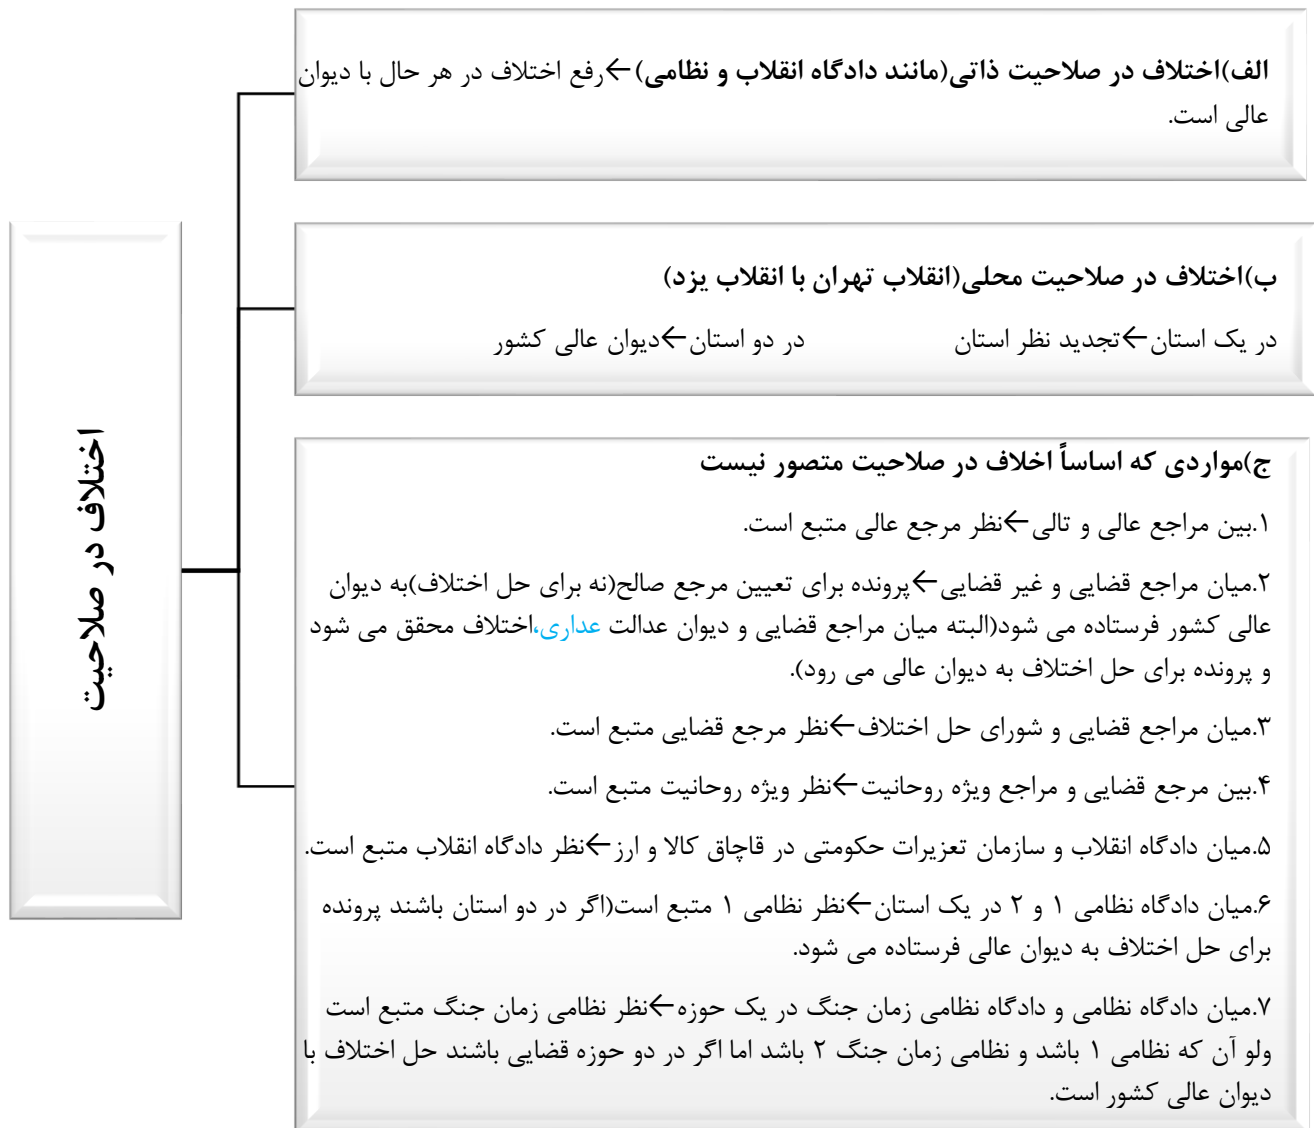 اختلاف در صلاحیت
الف)اختلاف در صلاحیت ذاتی(مانند دادگاه انقلاب و نظامی)←رفع اختلاف در هر حال با دیوان
عالی است.
ب)اختلاف در صلاحیت محلی(انقلاب تهران با انقلاب یزد)
در یک استان←تجدید نظر استان در دو استان←دیوان عالی کشور
ج)مواردی که اساساً اخلاف در صلاحیت متصور نیست
۱.بین مراجع عالی و تالی←نظر مرجع عالی متبع است.
۲.میان مراجع قضایی و غیر قضایی←پرونده برای تعیین مرجع صالح(نه برای حل اختلاف)به دیوان
عالی کشور فرستاده می شود(البته میان مراجع قضایی و دیوان عدالت عداری،اختلاف محقق می شود
و پرونده برای حل اختلاف به دیوان عالی می رود).
۳.میان مراجع قضایی و شورای حل اختلاف←نظر مرجع قضایی متبع است.
۴.بین مرجع قضایی و مراجع ویژه روحانیت←نظر ویژه روحانیت متبع است.
۵.میان دادگاه انقلاب و سازمان تعزیرات حکومتی در قاچاق کالا و ارز←نظر دادگاه انقلاب متبع است.
۶.میان دادگاه نظامی ۱ و ۲ در یک استان←نظر نظامی ۱ متبع است(اگر در دو استان باشند پرونده
برای حل اختلاف به دیوان عالی فرستاده می شود.
۷.میان دادگاه نظامی و دادگاه نظامی زمان جنگ در یک حوزه←نظر نظامی زمان جنگ متبع است
ولو آن که نظامی ۱ باشد و نظامی زمان جنگ ۲ باشد اما اگر در دو حوزه قضایی باشند حل اختلاف با
دیوان عالی کشور است.